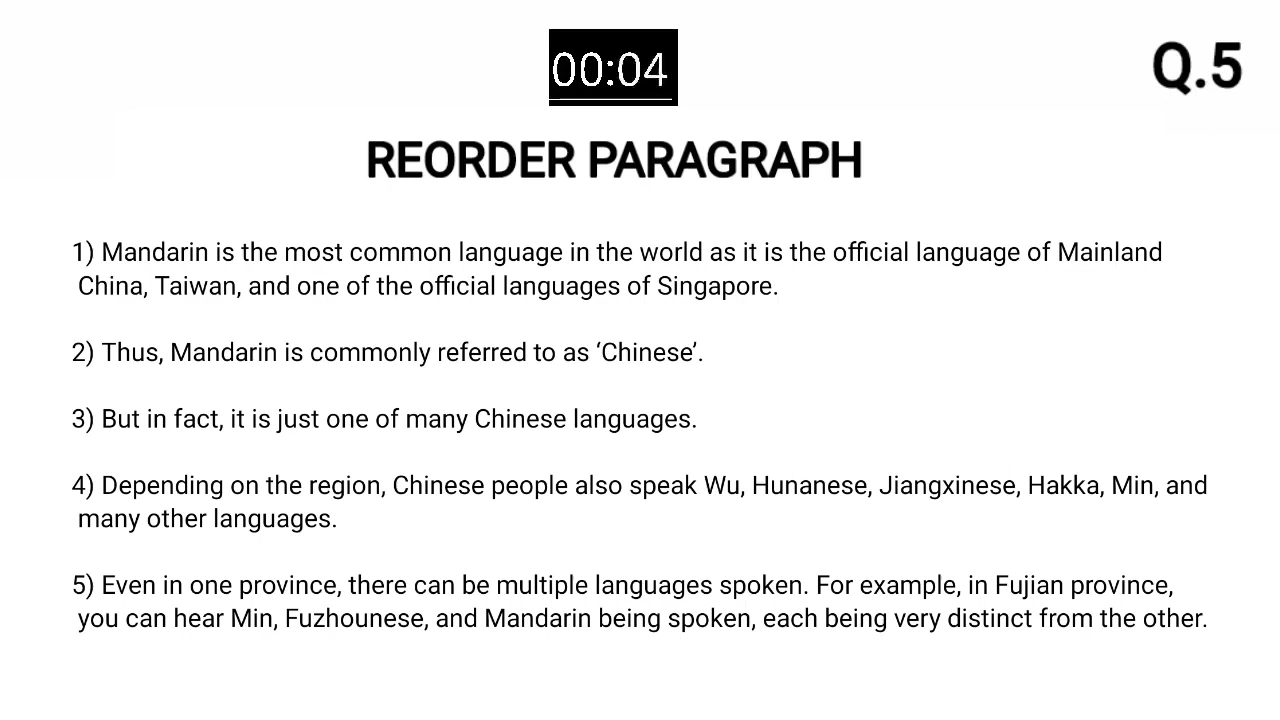 00:04
Q.5
REORDER PARAGRAPH
1) Mandarin is the most common language in the world as it is the official language of Mainland
China, Taiwan, and one of the official languages of Singapore.
2) Thus, Mandarin is commonly referred to as ‘Chinese’.
3) But in fact, it is just one of many Chinese languages.
4) Depending on the region, Chinese people also speak Wu, Hunanese, Jiangxinese, Hakka, Min, and
many other languages.
5) Even in one province, there can be multiple languages spoken. For example, in Fujian province,
you can hear Min, Fuzhounese, and Mandarin being spoken, each being very distinct from the other.